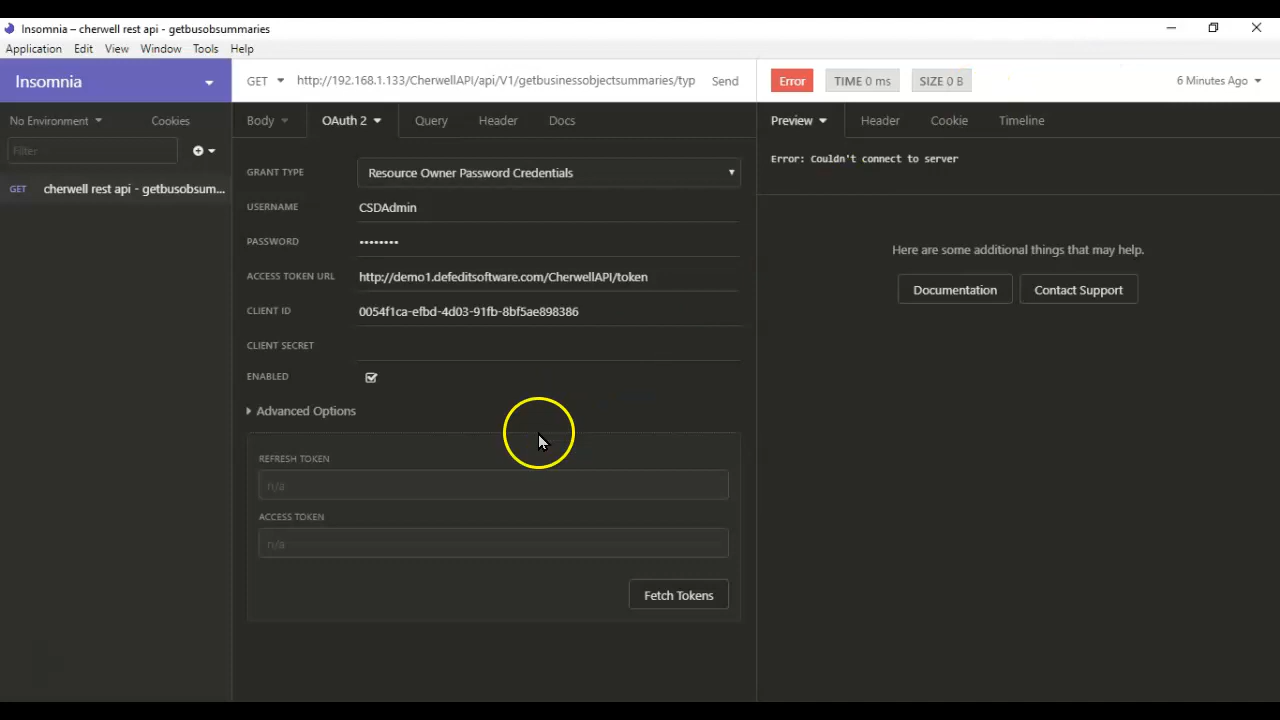 Insomnia – cherwell rest api - getbusobsummaries
Application Edit View Window Tools Help
Insomnia
GET http://192.168.1.133/CherwellAPI/api/V1/getbusinessobjectsummaries/typ Send
Error TIME 0 ms SIZE 0 B 6 Minutes Ago
No Environment Cookies
Body OAuth 2 Query Header Docs
Preview Header Cookie Timeline
Filter
GET cherwell rest api - getbusobsum...
GRANT TYPE Resource Owner Password Credentials
USERNAME CSDAdmin
PASSWORD ••••••••
ACCESS TOKEN URL http://demo1.defeditsoftware.com/CherwellAPI/token
CLIENT ID 0054f1ca-efbd-4d03-91fb-8bf5ae898386
CLIENT SECRET
ENABLED
Advanced Options
REFRESH TOKEN
n/a
ACCESS TOKEN
n/a
Fetch Tokens
Error: Couldn't connect to server
Here are some additional things that may help.
Documentation Contact Support